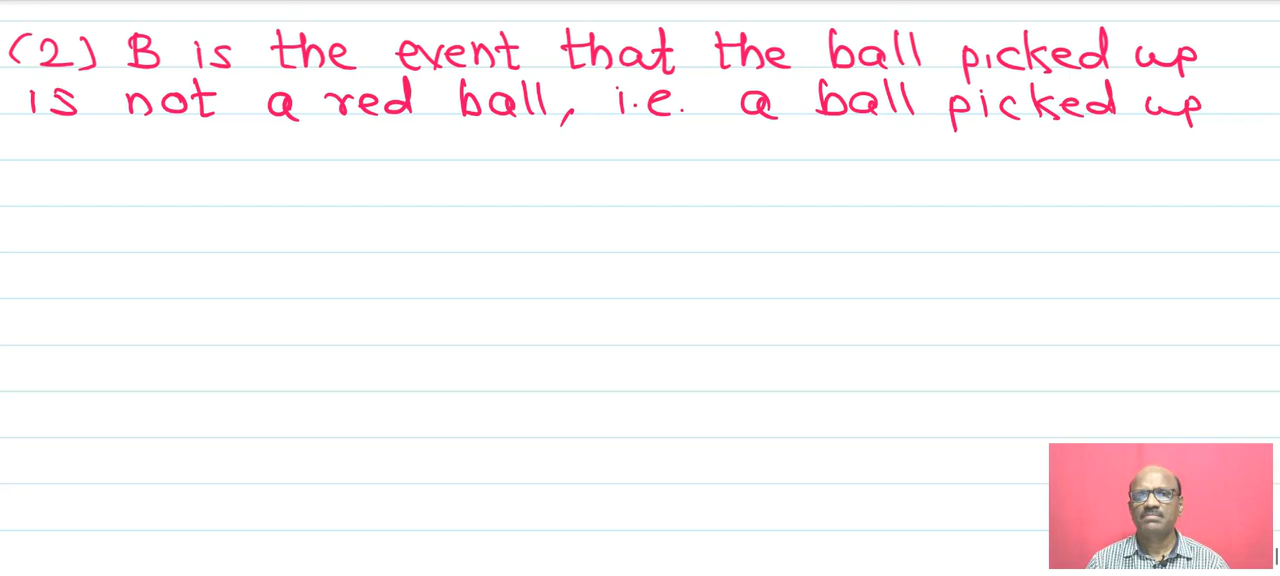 (2) B is the event that the ball picked up
is not a red ball, i.e. a ball picked up